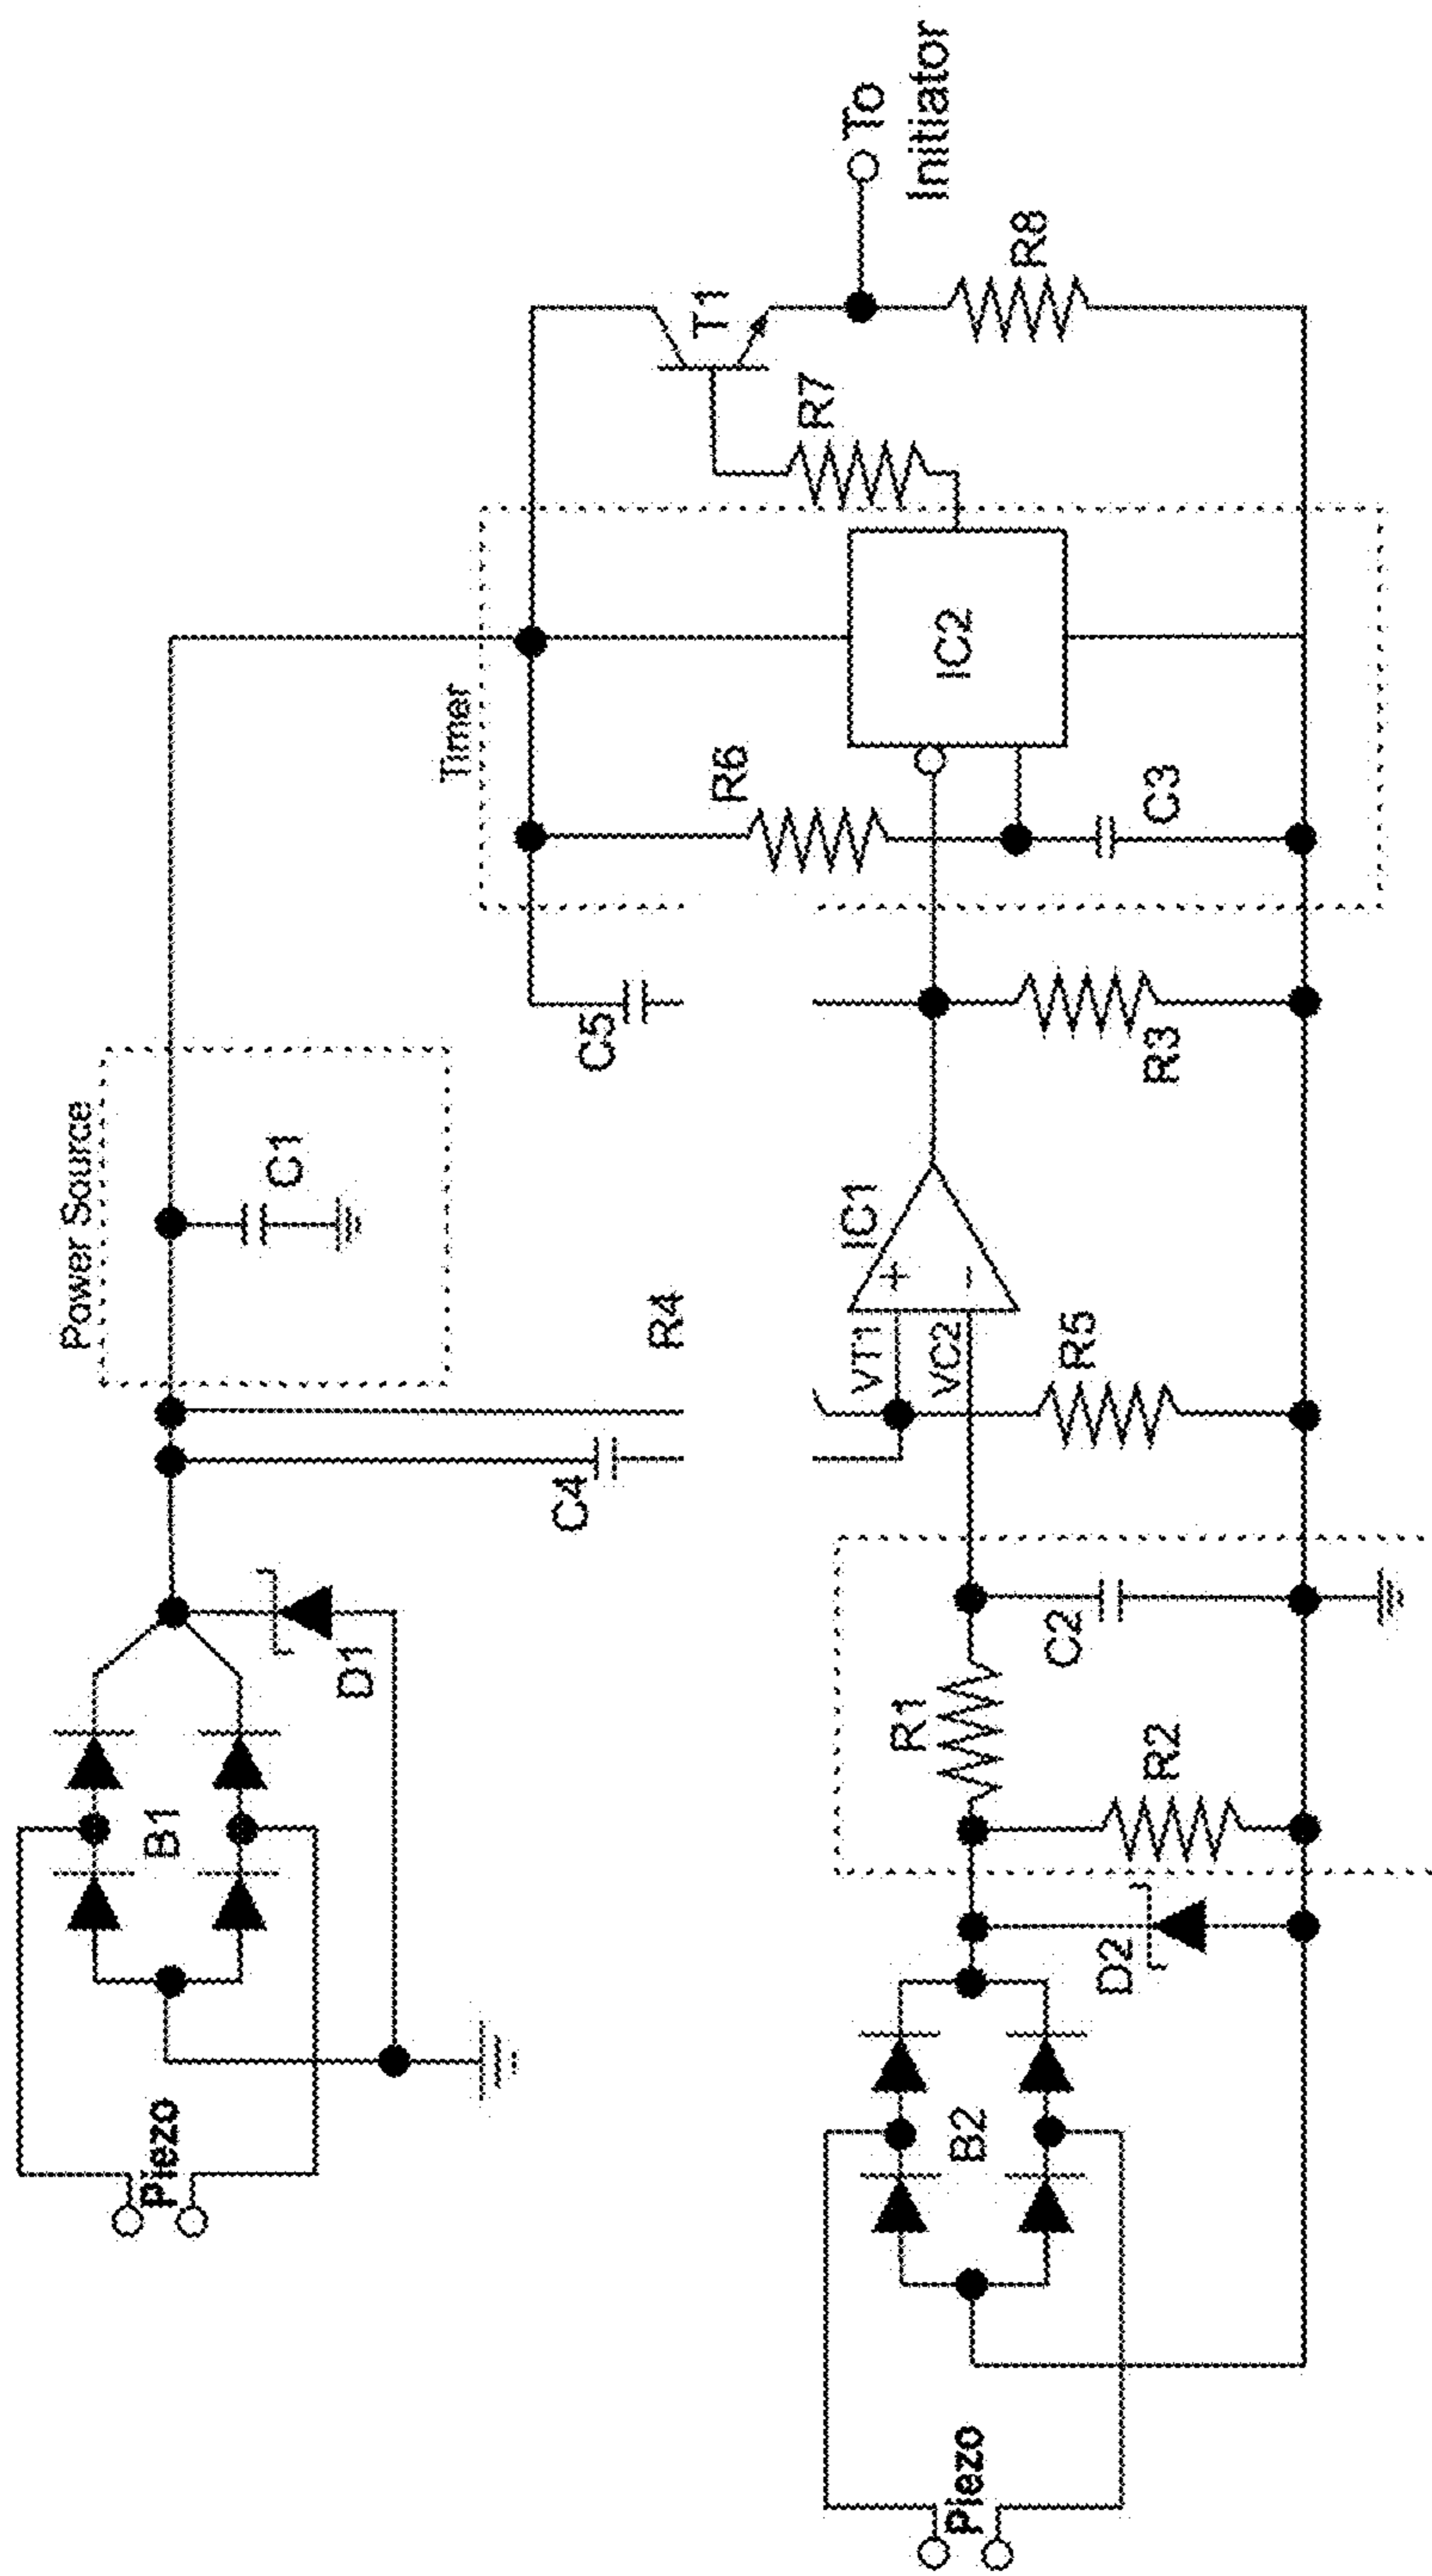 Piezo
B1
D1
Power Source
C1
C4
R4
C5
Timer
R6
IC2
C3
R7
T1
To
Initiator
R8
Piezo
B2
D2
R1
R2
C2
VT1
VC2
IC1
R5
R3